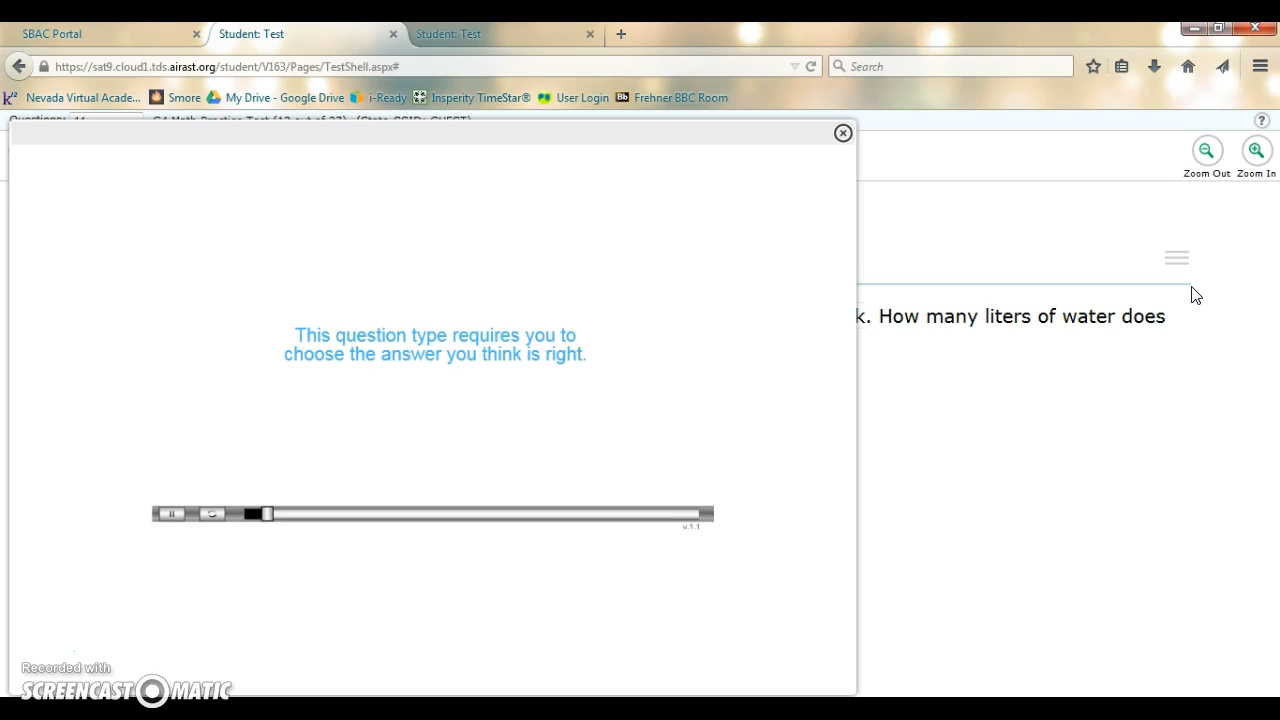 SBAC Portal
Student: Test
Student: Test
https://sat9.cloud1.tds.airast.org/student/V163/Pages/TestShell.aspx#
Search
Nevada Virtual Acade...
Smore
My Drive - Google Drive
i-Ready
Insperity TimeStar®
User Login
Frehner BBC Room
Zoom Out
Zoom In
k. How many liters of water does
This question type requires you to
choose the answer you think is right.
v.1.1
Recorded with
SCREENCAST-O-MATIC